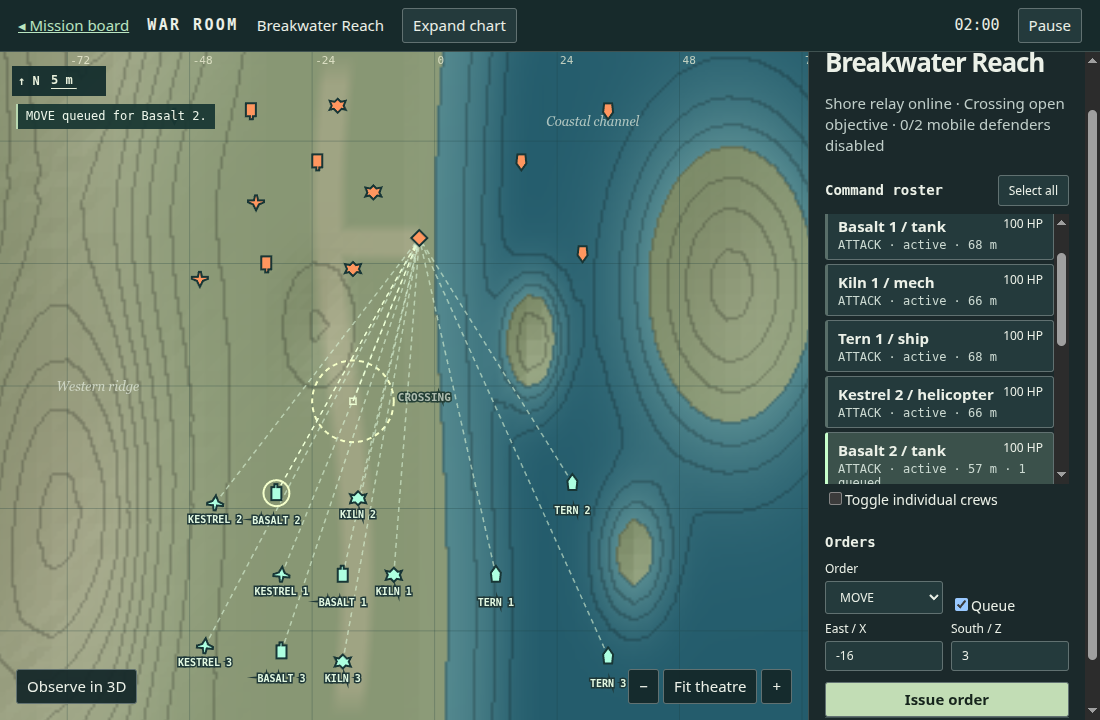 ◂ Mission board WAR ROOM Breakwater Reach Expand chart 02:00 Pause
-72 -48 -24 0 24 48
↑ N 5 m
MOVE queued for Basalt 2.
Coastal channel
Western ridge
CROSSING
KESTREL 2 BASALT 2 KILN 2 TERN 2
KESTREL 1 BASALT 1 KILN 1 TERN 1
KESTREL 3 BASALT 3 KILN 3 TERN 3
Observe in 3D − Fit theatre +
Breakwater Reach
Shore relay online · Crossing open
objective · 0/2 mobile defenders
disabled
Command roster Select all
Basalt 1 / tank 100 HP
ATTACK · active · 68 m
Kiln 1 / mech 100 HP
ATTACK · active · 66 m
Tern 1 / ship 100 HP
ATTACK · active · 68 m
Kestrel 2 / helicopter 100 HP
ATTACK · active · 66 m
Basalt 2 / tank 100 HP
ATTACK · active · 57 m · 1
queued
Toggle individual crews
Orders
Order
MOVE Queue
East / X South / Z
-16 3
Issue order